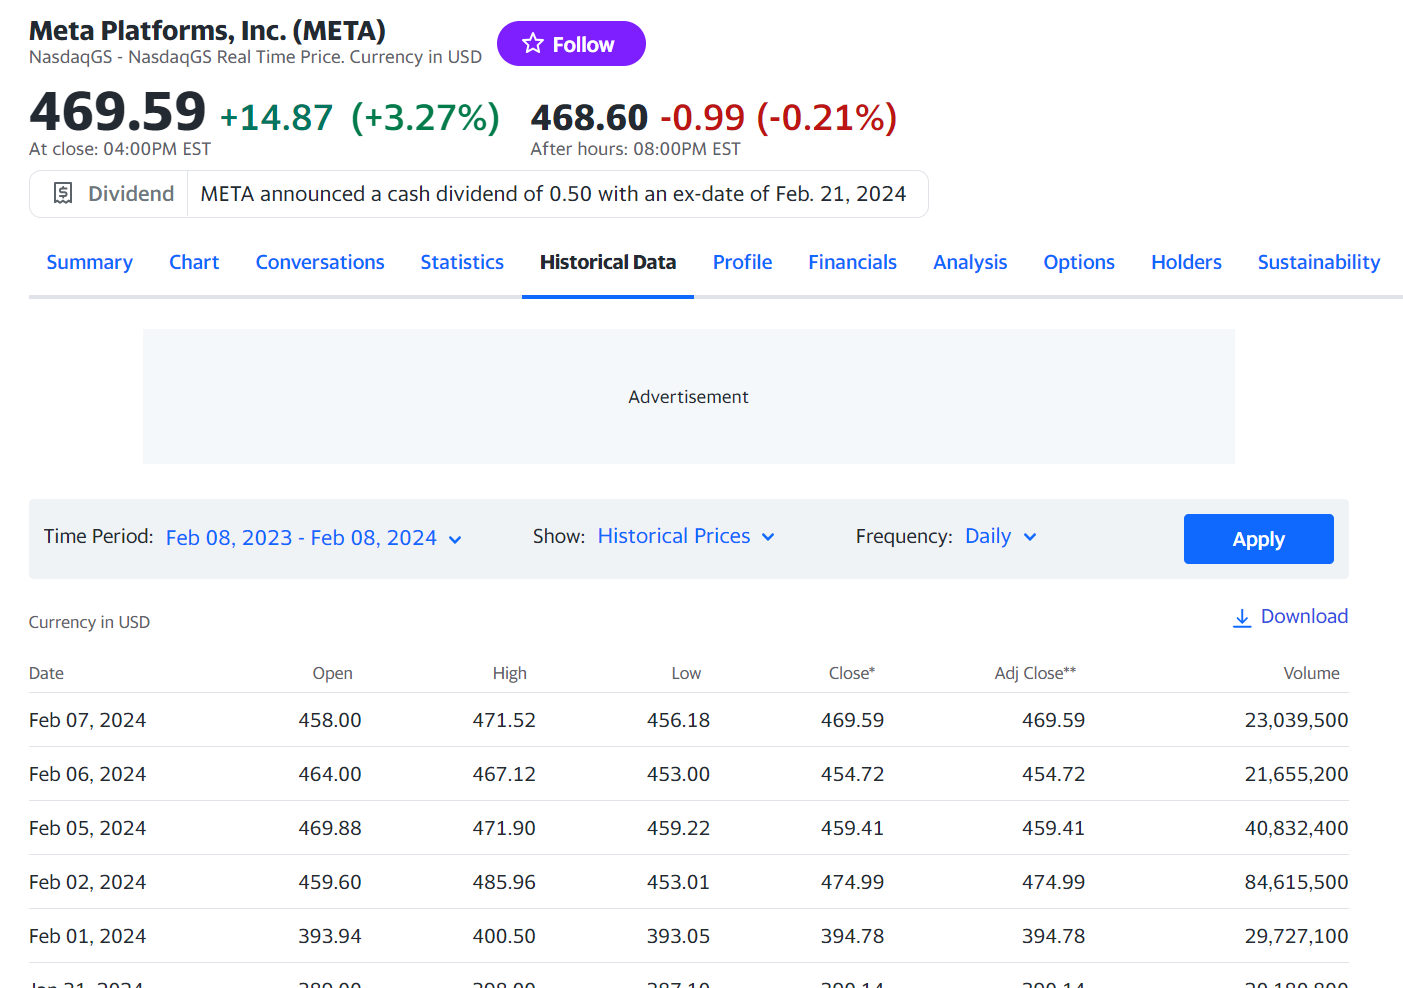 Meta Platforms, Inc. (META)
NasdaqGS - NasdaqGS Real Time Price. Currency in USD
Follow
469.59 +14.87 (+3.27%)
At close: 04:00PM EST
468.60 -0.99 (-0.21%)
After hours: 08:00PM EST
Dividend META announced a cash dividend of 0.50 with an ex-date of Feb. 21, 2024
Summary Chart Conversations Statistics Historical Data Profile Financials Analysis Options Holders Sustainability
Advertisement
Time Period: Feb 08, 2023 - Feb 08, 2024 Show: Historical Prices Frequency: Daily Apply
Currency in USD Download
Date Open High Low Close* Adj Close** Volume
Feb 07, 2024 458.00 471.52 456.18 469.59 469.59 23,039,500
Feb 06, 2024 464.00 467.12 453.00 454.72 454.72 21,655,200
Feb 05, 2024 469.88 471.90 459.22 459.41 459.41 40,832,400
Feb 02, 2024 459.60 485.96 453.01 474.99 474.99 84,615,500
Feb 01, 2024 393.94 400.50 393.05 394.78 394.78 29,727,100